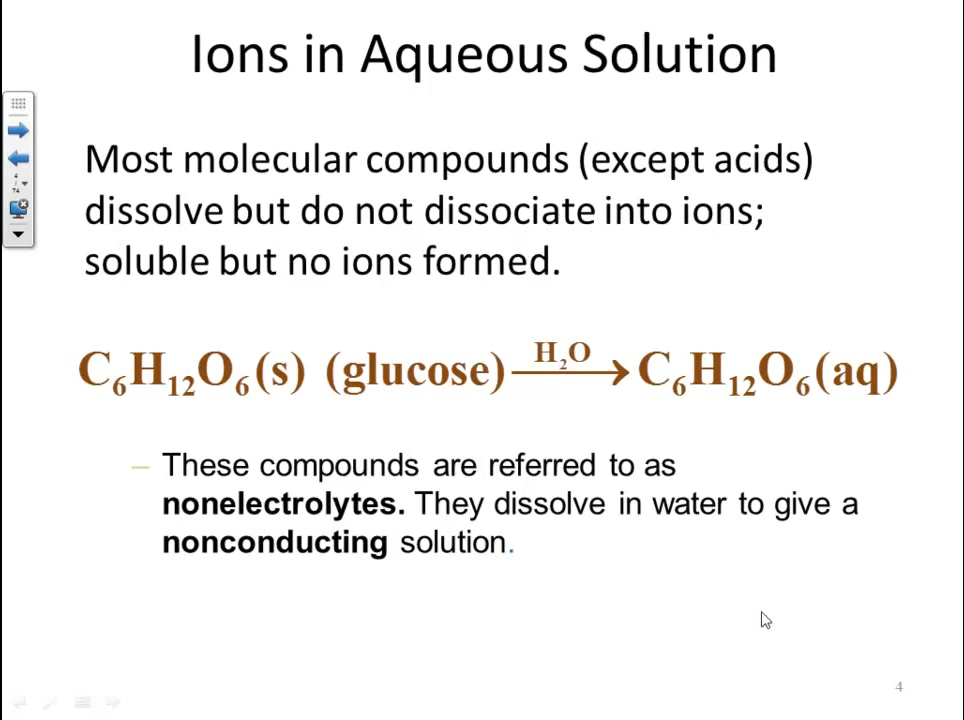 Ions in Aqueous Solution
Most molecular compounds (except acids)
dissolve but do not dissociate into ions;
soluble but no ions formed.
H₂O
C₆H₁₂O₆(s) (glucose) ⟶ C₆H₁₂O₆(aq)
– These compounds are referred to as
nonelectrolytes. They dissolve in water to give a
nonconducting solution.
4